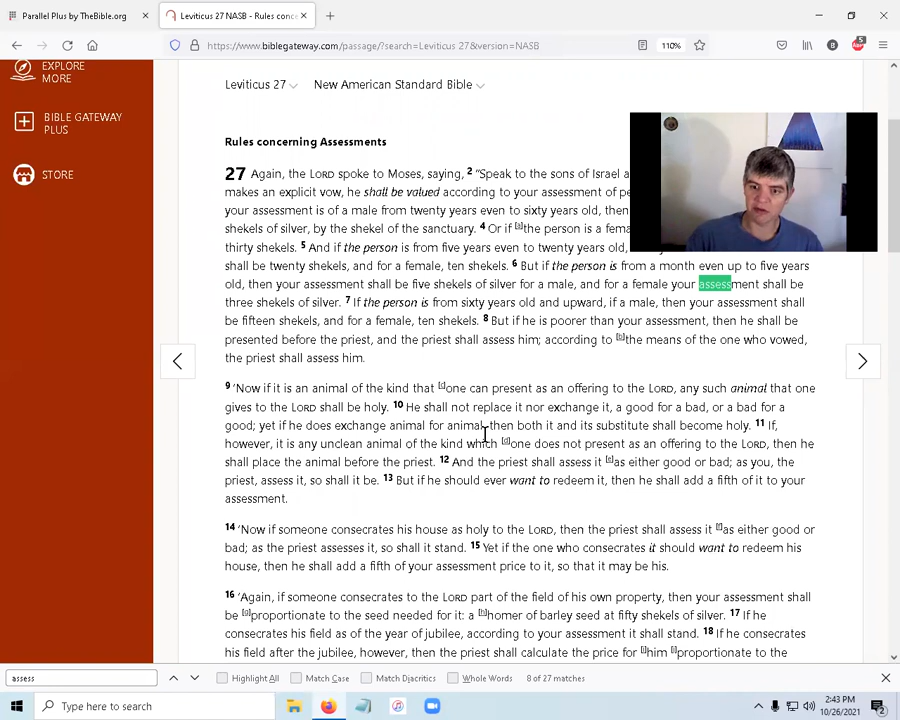 Parallel Plus by TheBible.org
Leviticus 27 NASB - Rules conce
https://www.biblegateway.com/passage/?search=Leviticus 27&version=NASB
110%
B
5
EXPLORE
MORE
BIBLE GATEWAY
PLUS
STORE
Leviticus 27 New American Standard Bible
Rules concerning Assessments
27 Again, the LORD spoke to Moses, saying, 2 "Speak to the sons of Israel a
makes an explicit vow, he shall be valued according to your assessment of pe
your assessment is of a male from twenty years even to sixty years old, then
shekels of silver, by the shekel of the sanctuary. 4 Or if [a]the person is a fema
thirty shekels. 5 And if the person is from five years even to twenty years old,
shall be twenty shekels, and for a female, ten shekels. 6 But if the person is from a month even up to five years
old, then your assessment shall be five shekels of silver for a male, and for a female your assessment shall be
three shekels of silver. 7 If the person is from sixty years old and upward, if a male, then your assessment shall
be fifteen shekels, and for a female, ten shekels. 8 But if he is poorer than your assessment, then he shall be
presented before the priest, and the priest shall assess him; according to [b]the means of the one who vowed,
the priest shall assess him.
9 'Now if it is an animal of the kind that [c]one can present as an offering to the LORD, any such animal that one
gives to the LORD shall be holy. 10 He shall not replace it nor exchange it, a good for a bad, or a bad for a
good; yet if he does exchange animal for animal, then both it and its substitute shall become holy. 11 If,
however, it is any unclean animal of the kind which [d]one does not present as an offering to the LORD, then he
shall place the animal before the priest. 12 And the priest shall assess it [e]as either good or bad; as you, the
priest, assess it, so shall it be. 13 But if he should ever want to redeem it, then he shall add a fifth of it to your
assessment.
14 'Now if someone consecrates his house as holy to the LORD, then the priest shall assess it [f]as either good or
bad; as the priest assesses it, so shall it stand. 15 Yet if the one who consecrates it should want to redeem his
house, then he shall add a fifth of your assessment price to it, so that it may be his.
16 'Again, if someone consecrates to the LORD part of the field of his own property, then your assessment shall
be [g]proportionate to the seed needed for it: a [h]homer of barley seed at fifty shekels of silver. 17 If he
consecrates his field as of the year of jubilee, according to your assessment it shall stand. 18 If he consecrates
his field after the jubilee, however, then the priest shall calculate the price for [i]him [j]proportionate to the
assess Highlight All Match Case Match Diacritics Whole Words 8 of 27 matches
Type here to search
2:43 PM
10/26/2021
2